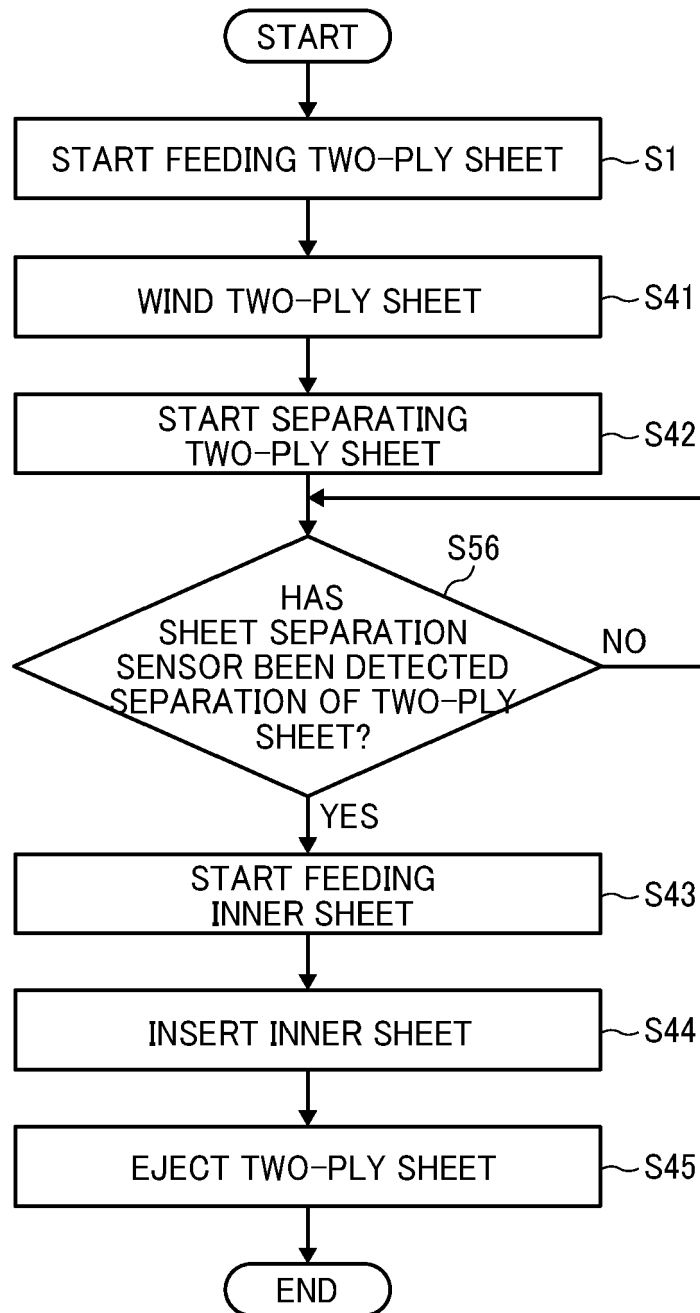 START
START FEEDING TWO-PLY SHEET
S1
WIND TWO-PLY SHEET
S41
START SEPARATING
TWO-PLY SHEET
S42
S56
HAS
SHEET SEPARATION
SENSOR BEEN DETECTED
SEPARATION OF TWO-PLY
SHEET?
NO
YES
START FEEDING
INNER SHEET
S43
INSERT INNER SHEET
S44
EJECT TWO-PLY SHEET
S45
END